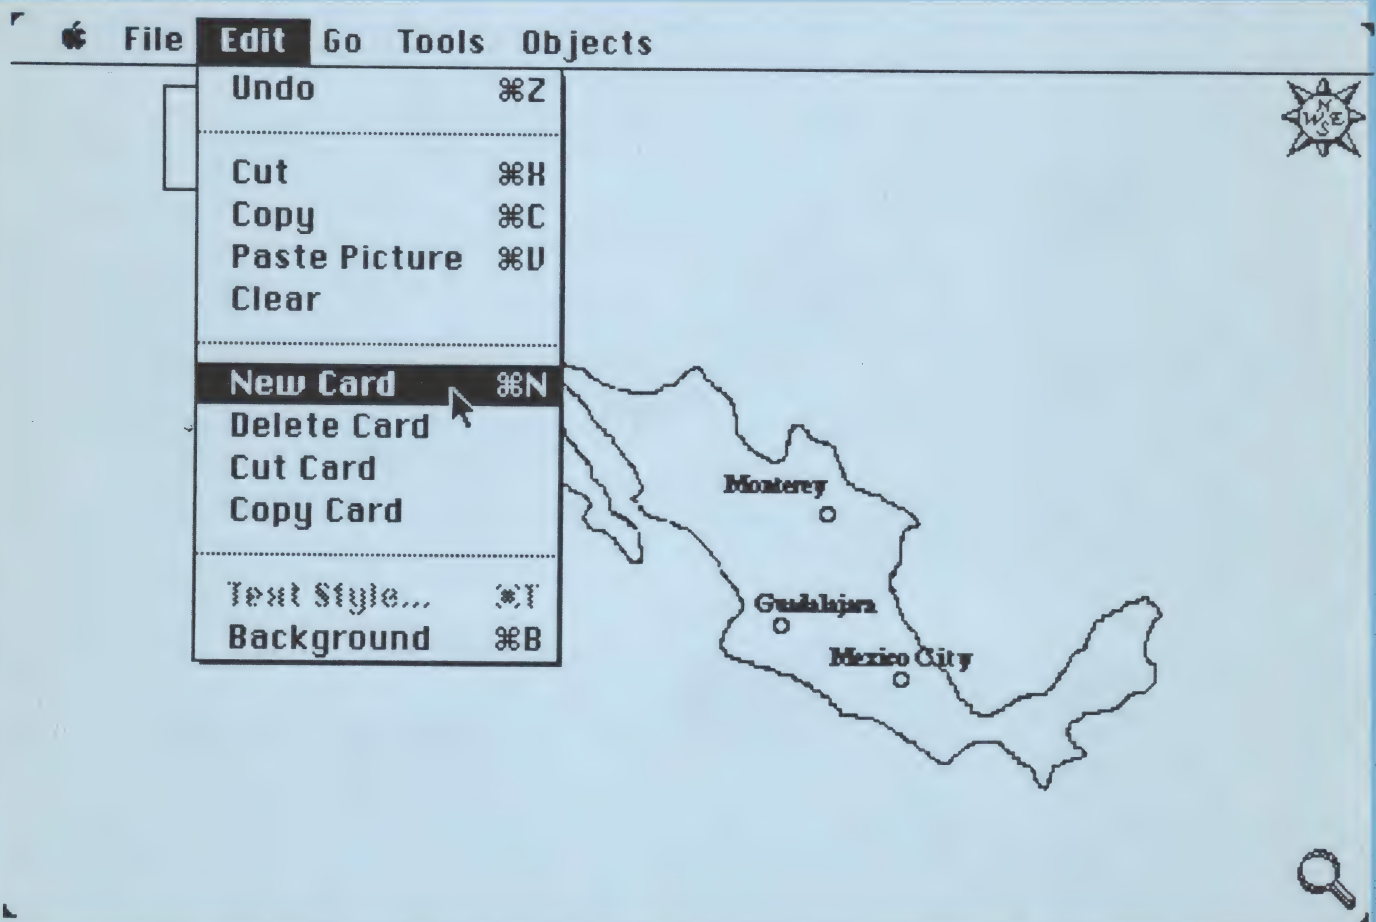 File Edit Go Tools Objects
Undo ⌘Z
Cut ⌘X
Copy ⌘C
Paste Picture ⌘V
Clear
New Card ⌘N
Delete Card
Cut Card
Copy Card
Text Style... ⌘T
Background ⌘B
N
W E
S
Monterey
Guadalajara
Mexico City